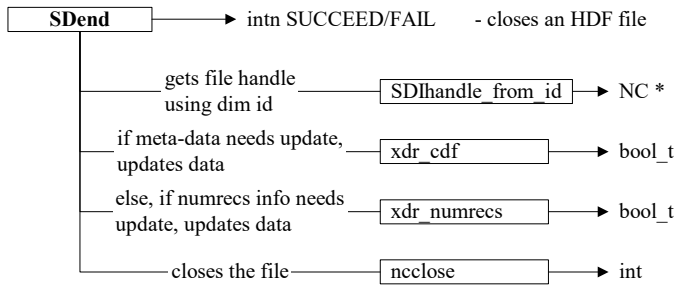 SDend intn SUCCEED/FAIL - closes an HDF file
gets file handle
using dim id SDIhandle_from_id NC *
if meta-data needs update,
updates data xdr_cdf bool_t
else, if numrecs info needs
update, updates data xdr_numrecs bool_t
closes the file ncclose int